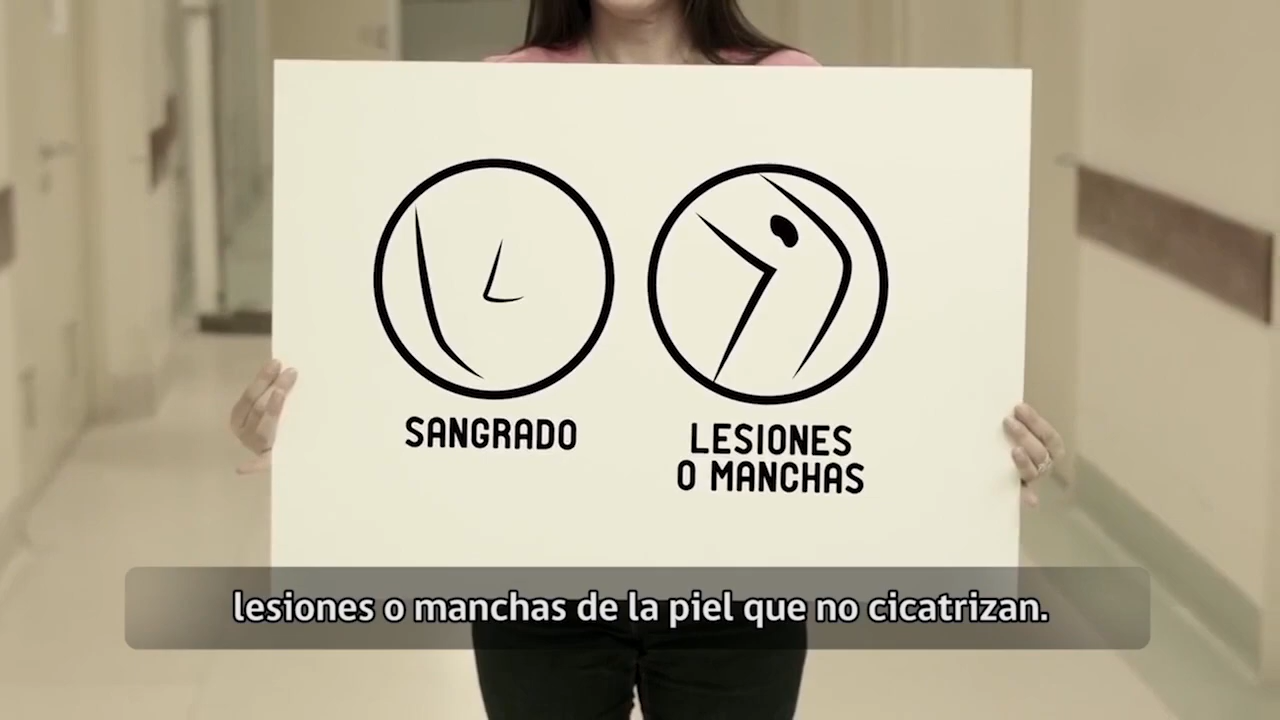 SANGRADO
LESIONES
O MANCHAS
lesiones o manchas de la piel que no cicatrizan.